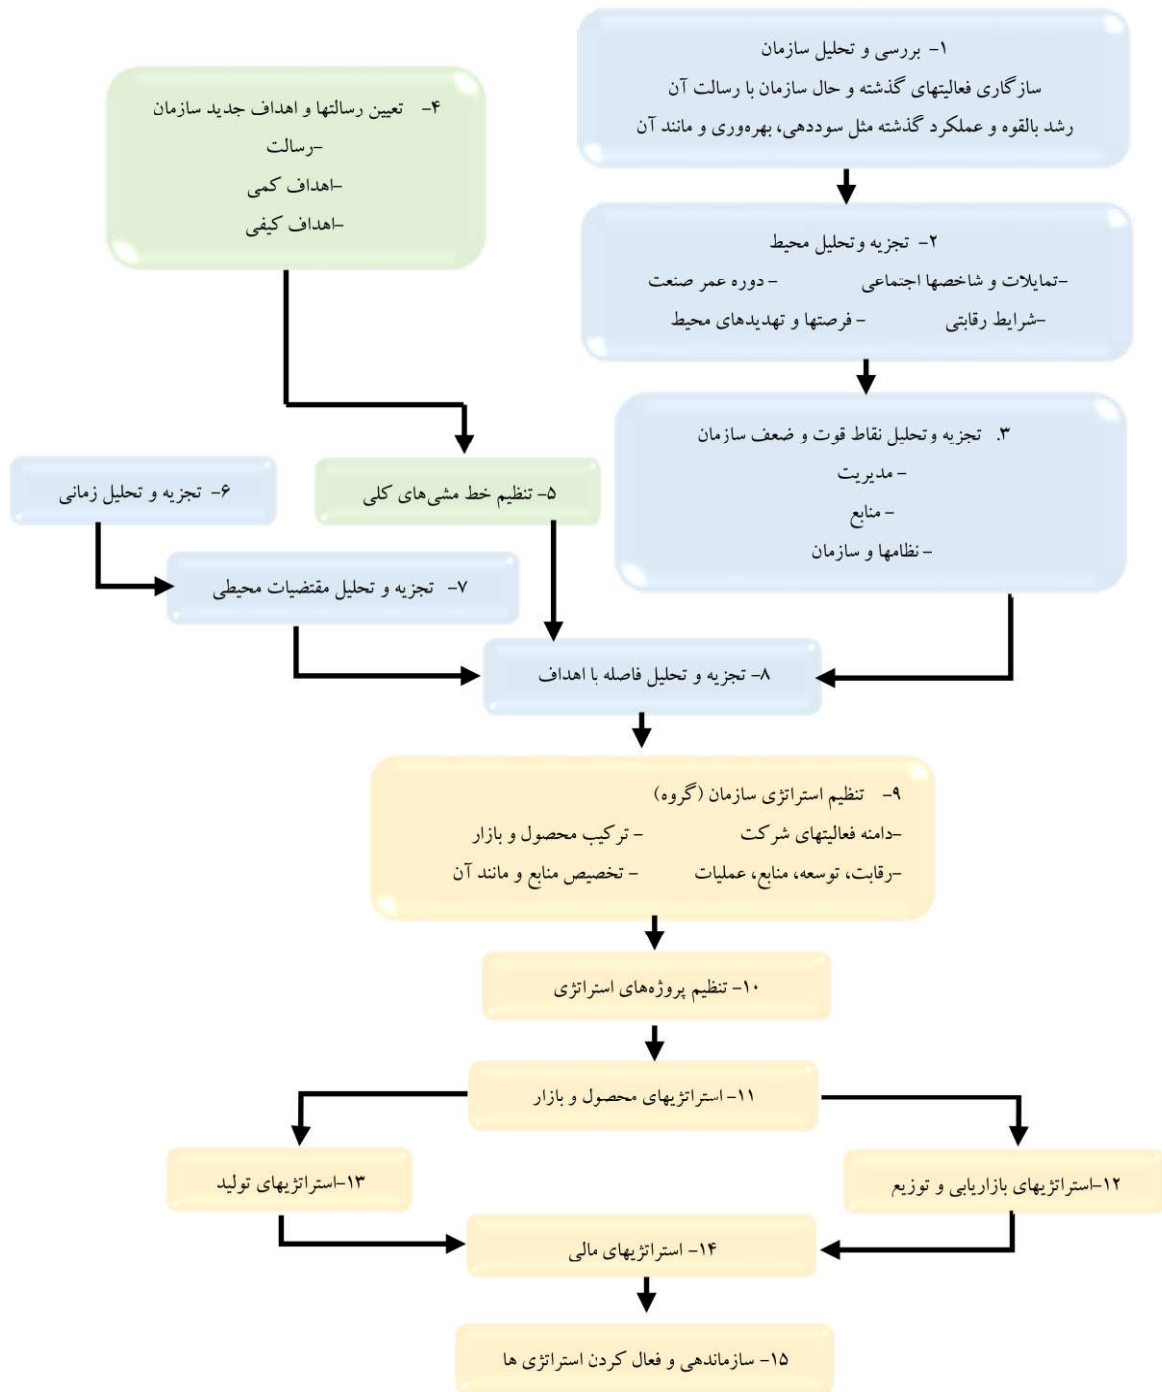 ۱- بررسی و تحلیل سازمان
سازگاری فعالیتهای گذشته و حال سازمان با رسالت آن
رشد بالقوه و عملکرد گذشته مثل سوددهی، بهره‌وری و مانند آن
۲- تجزیه وتحلیل محیط
-تمایلات و شاخصها اجتماعی - دوره عمر صنعت
-شرایط رقابتی - فرصتها و تهدیدهای محیط
۳. تجزیه وتحلیل نقاط قوت و ضعف سازمان
- مدیریت
- منابع
- نظامها و سازمان
۴- تعیین رسالتها و اهداف جدید سازمان
-رسالت
-اهداف کمی
-اهداف کیفی
۵- تنظیم خط مشی‌های کلی
۶- تجزیه و تحلیل زمانی
۷- تجزیه و تحلیل مقتضیات محیطی
۸- تجزیه و تحلیل فاصله با اهداف
۹- تنظیم استراتژی سازمان (گروه)
-دامنه فعالیتهای شرکت - ترکیب محصول و بازار
-رقابت، توسعه، منابع، عملیات - تخصیص منابع و مانند آن
۱۰- تنظیم پروژه‌های استراتژی
۱۱- استراتژیهای محصول و بازار
۱۲-استراتژیهای بازاریابی و توزیع
۱۳-استراتژیهای تولید
۱۴- استراتژیهای مالی
۱۵- سازماندهی و فعال کردن استراتژی ها